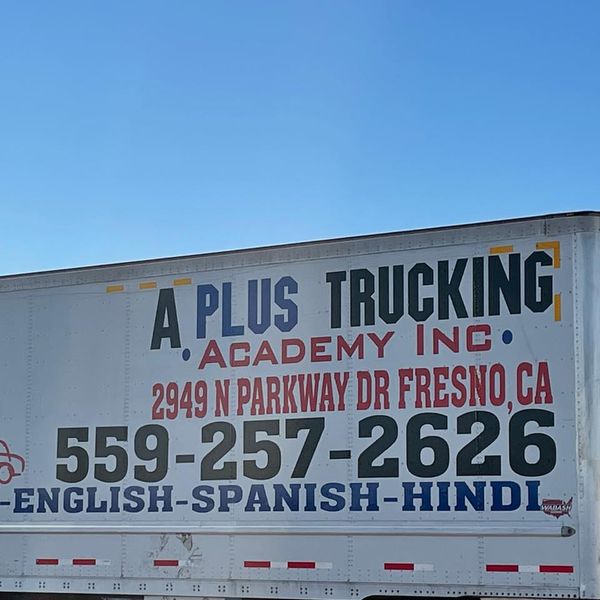 A PLUS TRUCKING
• ACADEMY INC •
2949 N PARKWAY DR FRESNO, CA
559-257-2626
-ENGLISH-SPANISH-HINDI
WABASH